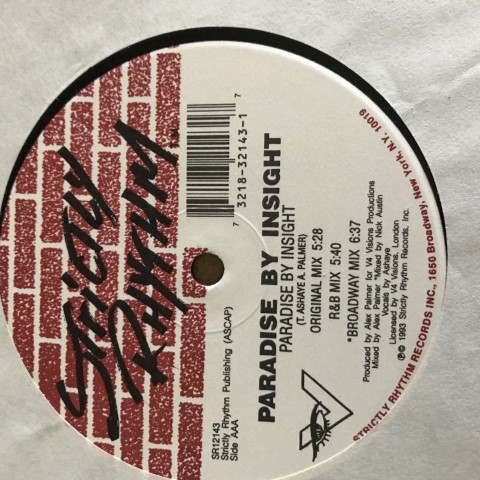 STRICTLY
RHYTHM
7 3218-32143-1 7
SR12143
Strictly Rhythm Publishing (ASCAP)
Side AAA
PARADISE BY INSIGHT
PARADISE BY INSIGHT
(T. ASHAYE A. PALMER)
ORIGINAL MIX 5:28
R&B MIX 5:40
*BROADWAY MIX 6:37
Produced by Alex Palmer for V4 Visions Productions
Mixed by Alex Palmer *Mixed by Nick Austin
Vocals by Ashaye
Licensed by V4 Visions, London
℗© 1993 Strictly Rhythm Records, Inc.
STRICTLY RHYTHM RECORDS INC., 1650 Broadway, New York, N.Y. 10019